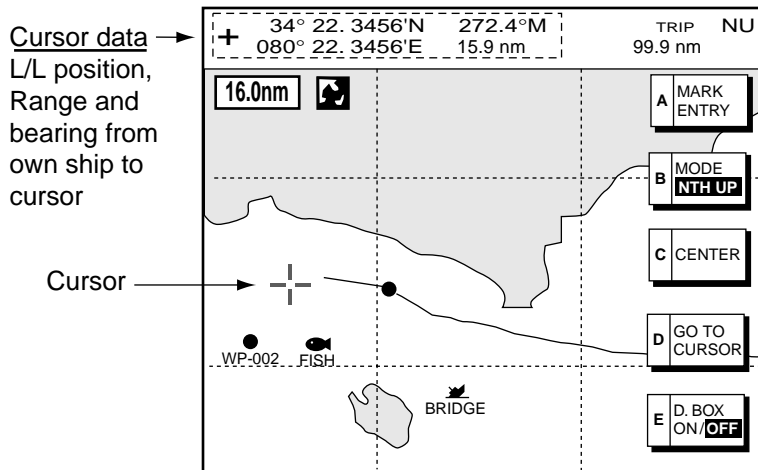 Cursor data
L/L position,
Range and
bearing from
own ship to
cursor
Cursor
+ 34° 22. 3456'N 272.4°M
080° 22. 3456'E 15.9 nm
TRIP NU
99.9 nm
16.0nm
A MARK
ENTRY
B MODE
NTH UP
C CENTER
D GO TO
CURSOR
E D. BOX
ON/OFF
WP-002 FISH
BRIDGE